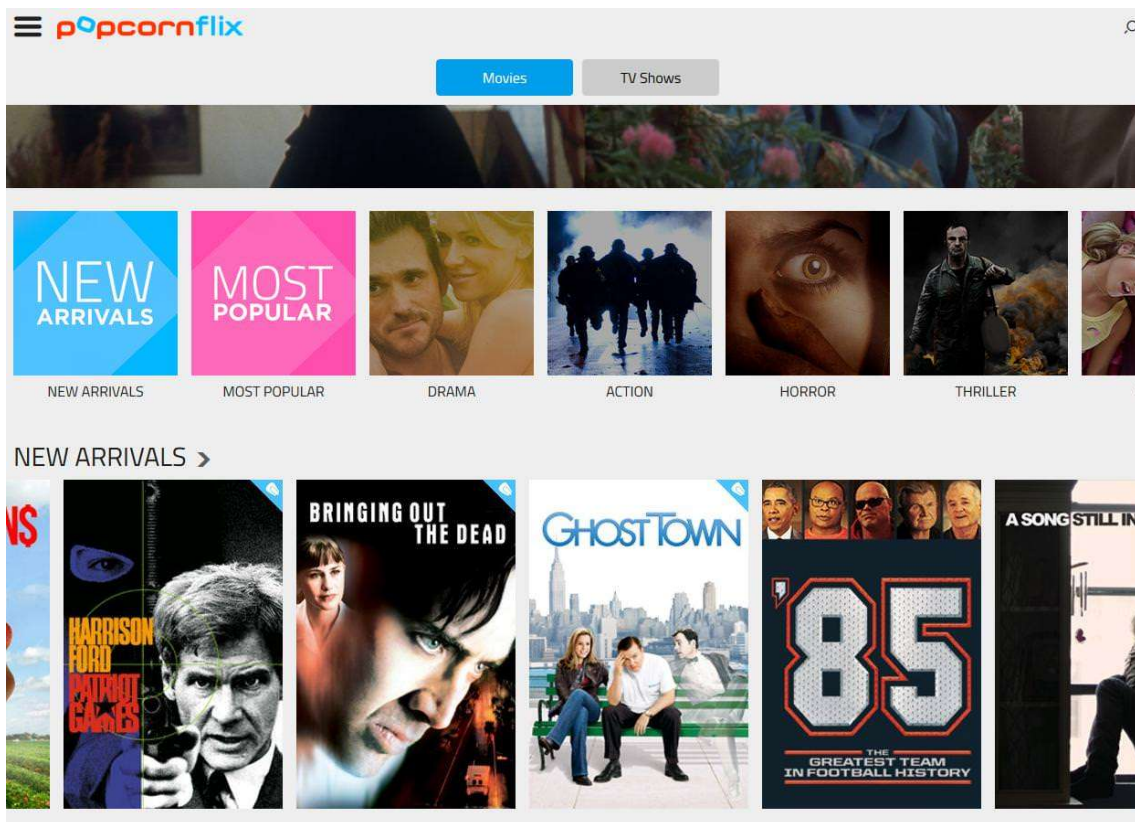 popcornflix
Movies
TV Shows
NEW
ARRIVALS
MOST
POPULAR
NEW ARRIVALS
MOST POPULAR
DRAMA
ACTION
HORROR
THRILLER
NEW ARRIVALS
N$
HARRISON
FORD
PATRIOT
GAMES
BRINGING OUT
THE DEAD
GHOST TOWN
'85
THE
GREATEST TEAM
IN FOOTBALL HISTORY
A SONG STILL IN